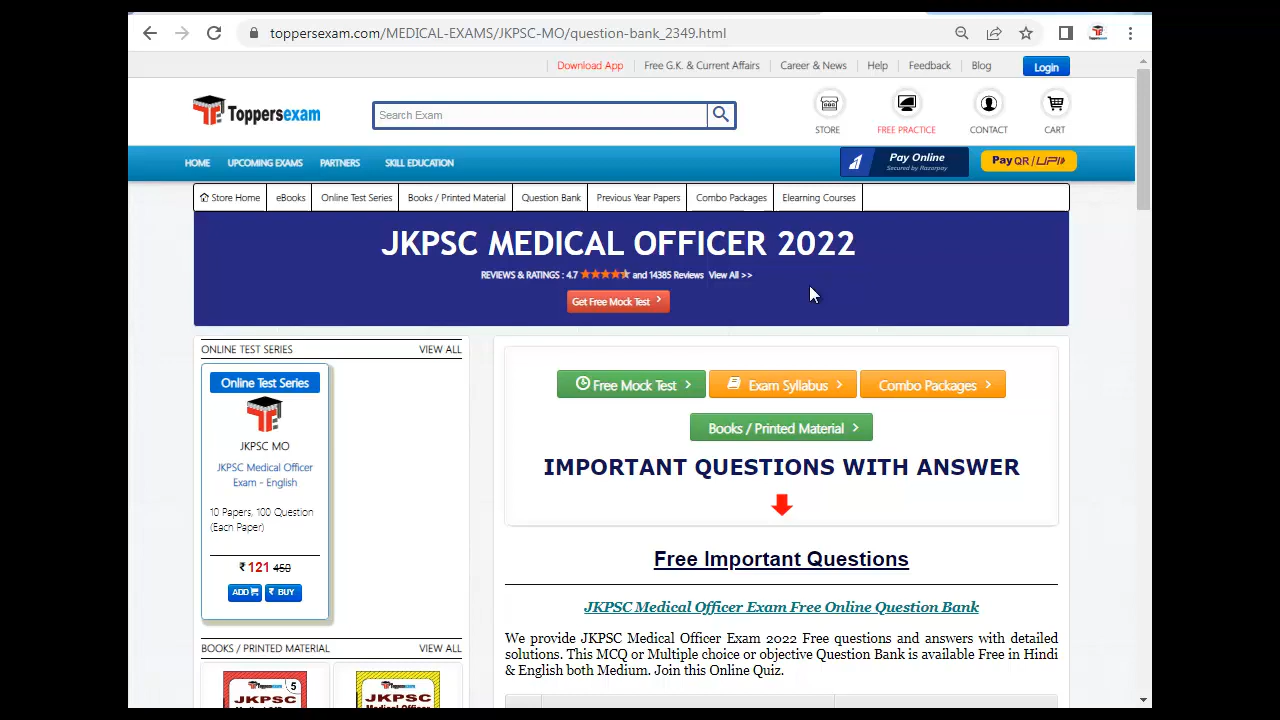 toppersexam.com/MEDICAL-EXAMS/JKPSC-MO/question-bank_2349.html
Download App Free G.K. & Current Affairs Career & News Help Feedback Blog Login
Toppersexam
Search Exam
STORE FREE PRACTICE CONTACT CART
HOME UPCOMING EXAMS PARTNERS SKILL EDUCATION
Pay Online
Secured by Razorpay
Pay QR / UPI
Store Home eBooks Online Test Series Books / Printed Material Question Bank Previous Year Papers Combo Packages Elearning Courses
JKPSC MEDICAL OFFICER 2022
REVIEWS & RATINGS : 4.7 and 14385 Reviews View All >>
Get Free Mock Test
ONLINE TEST SERIES VIEW ALL
Online Test Series
JKPSC MO
JKPSC Medical Officer
Exam - English
10 Papers, 100 Question
(Each Paper)
₹ 121 450
ADD ₹ BUY
BOOKS / PRINTED MATERIAL VIEW ALL
Toppersexam 5
JKPSC
Toppersexam
JKPSC
Free Mock Test Exam Syllabus Combo Packages
Books / Printed Material
IMPORTANT QUESTIONS WITH ANSWER
Free Important Questions
JKPSC Medical Officer Exam Free Online Question Bank
We provide JKPSC Medical Officer Exam 2022 Free questions and answers with detailed
solutions. This MCQ or Multiple choice or objective Question Bank is available Free in Hindi
& English both Medium. Join this Online Quiz.